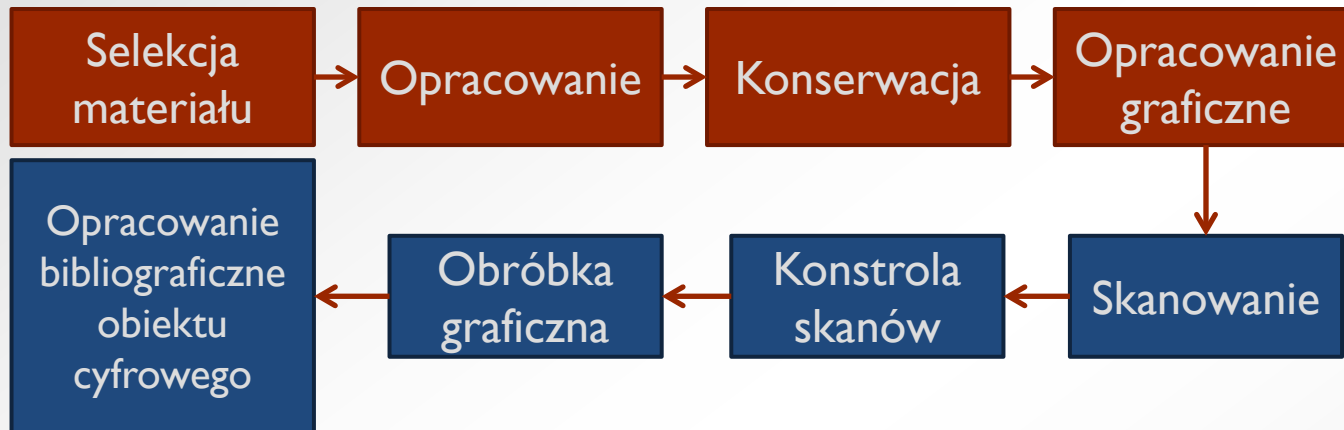 Selekcja
materiału
Opracowanie
Konserwacja
Opracowanie
graficzne
Skanowanie
Konstrola
skanów
Obróbka
graficzna
Opracowanie
bibliograficzne
obiektu
cyfrowego